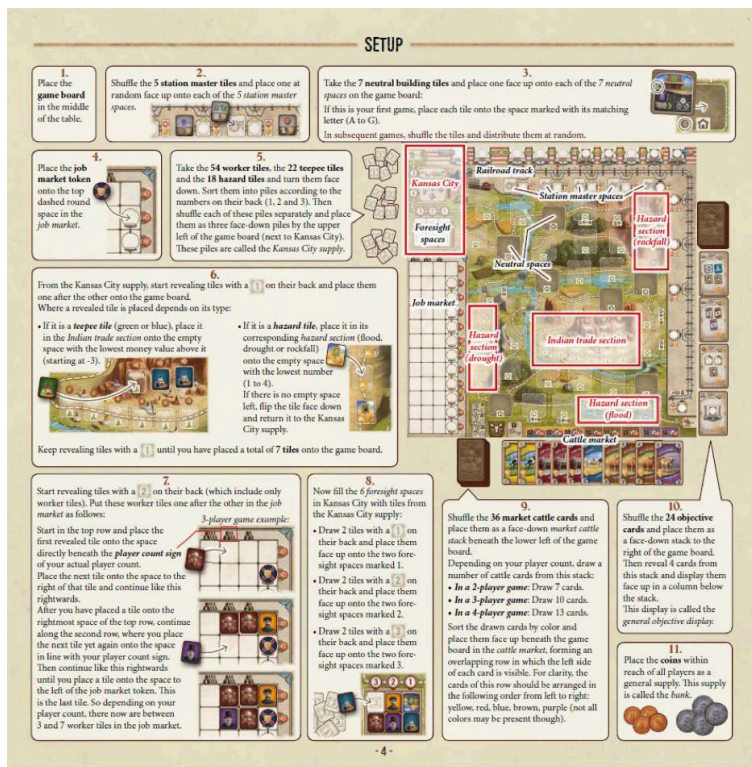 SETUP
1.
Place the
game board
in the middle
of the table.
2.
Shuffle the 5 station master tiles and place one at
random face up onto each of the 5 station master
spaces.
3.
Take the 7 neutral building tiles and place one face up onto each of the 7 neutral
spaces on the game board:
If this is your first game, place each tile onto the space marked with its matching
letter (A to G).
In subsequent games, shuffle the tiles and distribute them at random.
4.
Place the job
market token
onto the top
dashed round
space in the
job market.
5.
Take the 54 worker tiles, the 22 teepee tiles
and the 18 hazard tiles and turn them face
down. Sort them into piles according to the
numbers on their back (1, 2 and 3). Then
shuffle each of these piles separately and place
them as three face-down piles by the upper
left of the game board (next to Kansas City).
These piles are called the Kansas City supply.
Kansas City
Foresight
spaces
Railroad track
Station master spaces
Hazard
section
(rockfall)
Neutral spaces
Job market
Hazard
section
(drought)
Indian trade section
Hazard section
(flood)
Cattle market
6.
From the Kansas City supply, start revealing tiles with a 1 on their back and place them
one after the other onto the game board.
Where a revealed tile is placed depends on its type:
• If it is a teepee tile (green or blue), place it
in the Indian trade section onto the empty
space with the lowest money value above it
(starting at -3).
• If it is a hazard tile, place it in its
corresponding hazard section (flood,
drought or rockfall)
onto the empty space
with the lowest number
(1 to 4).
If there is no empty space
left, flip the tile face down
and return it to the Kansas
City supply.
Keep revealing tiles with a 1 until you have placed a total of 7 tiles onto the game board.
7.
Start revealing tiles with a 2 on their back (which include only
worker tiles). Put these worker tiles one after the other in the job
market as follows:
3-player game example:
Start in the top row and place the
first revealed tile onto the space
directly beneath the player count sign
of your actual player count.
Place the next tile onto the space to the
right of that tile and continue like this
rightwards.
After you have placed a tile onto the
rightmost space of the top row, continue
along the second row, where you place
the next tile yet again onto the space
in line with your player count sign.
Then continue like this rightwards
until you place a tile onto the space to
the left of the job market token. This
is the last tile. So depending on your
player count, there now are between
3 and 7 worker tiles in the job market.
8.
Now fill the 6 foresight spaces
in Kansas City with tiles from
the Kansas City supply:
• Draw 2 tiles with a 1 on
their back and place them
face up onto the two fore-
sight spaces marked 1.
• Draw 2 tiles with a 2 on
their back and place them
face up onto the two fore-
sight spaces marked 2.
• Draw 2 tiles with a 3 on
their back and place them
face up onto the two fore-
sight spaces marked 3.
3 2 1
9.
Shuffle the 36 market cattle cards and
place them as a face-down market cattle
stack beneath the lower left of the game
board.
Depending on your player count, draw a
number of cattle cards from this stack:
• In a 2-player game: Draw 7 cards.
• In a 3-player game: Draw 10 cards.
• In a 4-player game: Draw 13 cards.
Sort the drawn cards by color and
place them face up beneath the game
board in the cattle market, forming an
overlapping row in which the left side
of each card is visible. For clarity, the
cards of this row should be arranged in
the following order from left to right:
yellow, red, blue, brown, purple (not all
colors may be present though).
10.
Shuffle the 24 objective
cards and place them as
a face-down stack to the
right of the game board.
Then reveal 4 cards from
this stack and display them
face up in a column below
the stack.
This display is called the
general objective display.
11.
Place the coins within
reach of all players as a
general supply. This supply
is called the bank.
- 4 -